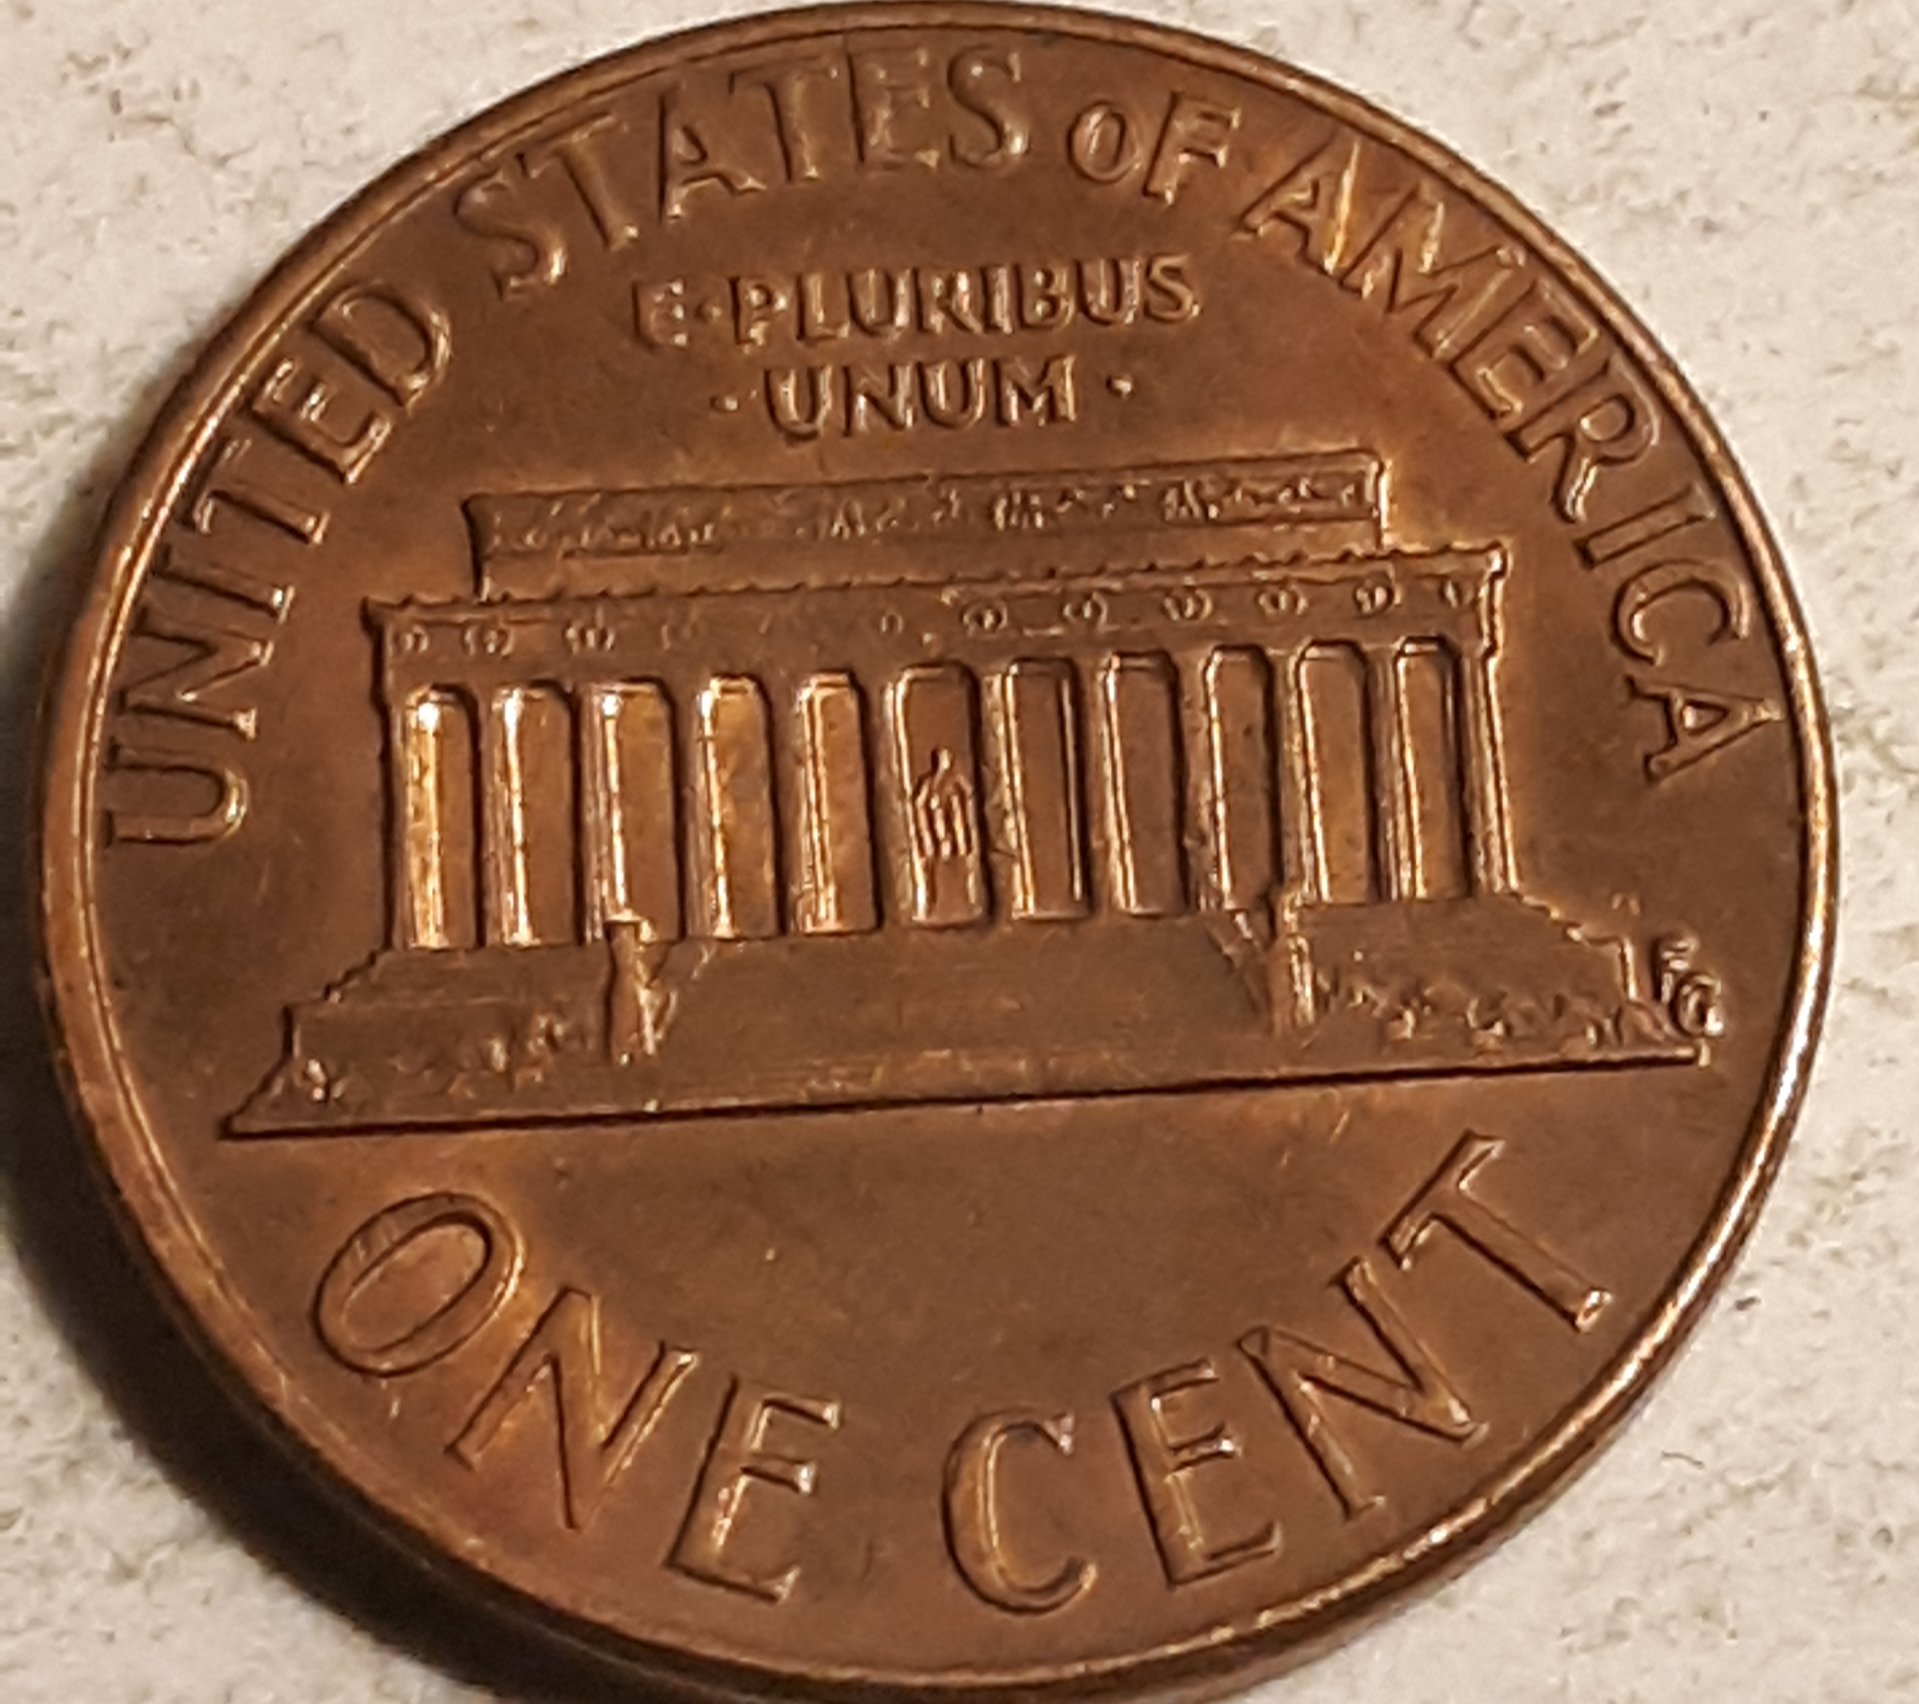 UNITED STATES OF AMERICA
E·PLURIBUS
·UNUM·
FG
ONE CENT